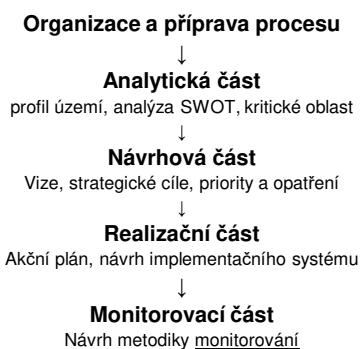 Organizace a příprava procesu
↓
Analytická část
profil území, analýza SWOT, kritické oblast
↓
Návrhová část
Vize, strategické cíle, priority a opatření
↓
Realizační část
Akční plán, návrh implementačního systému
↓
Monitorovací část
Návrh metodiky monitorování